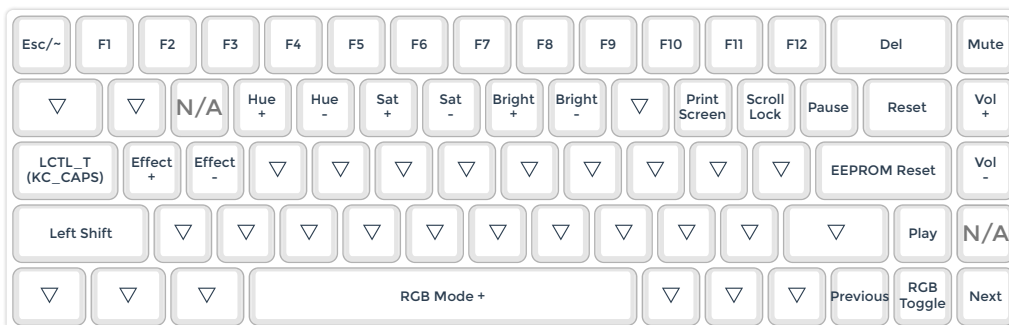 Esc/~ F1 F2 F3 F4 F5 F6 F7 F8 F9 F10 F11 F12 Del Mute
▽ ▽ N/A Hue + Hue - Sat + Sat - Bright + Bright - ▽ Print Screen Scroll Lock Pause Reset Vol +
LCTL_T (KC_CAPS) Effect + Effect - ▽ ▽ ▽ ▽ ▽ ▽ ▽ ▽ ▽ EEPROM Reset Vol -
Left Shift ▽ ▽ ▽ ▽ ▽ ▽ ▽ ▽ ▽ ▽ ▽ Play N/A
▽ ▽ ▽ RGB Mode + ▽ ▽ ▽ Previous RGB Toggle Next